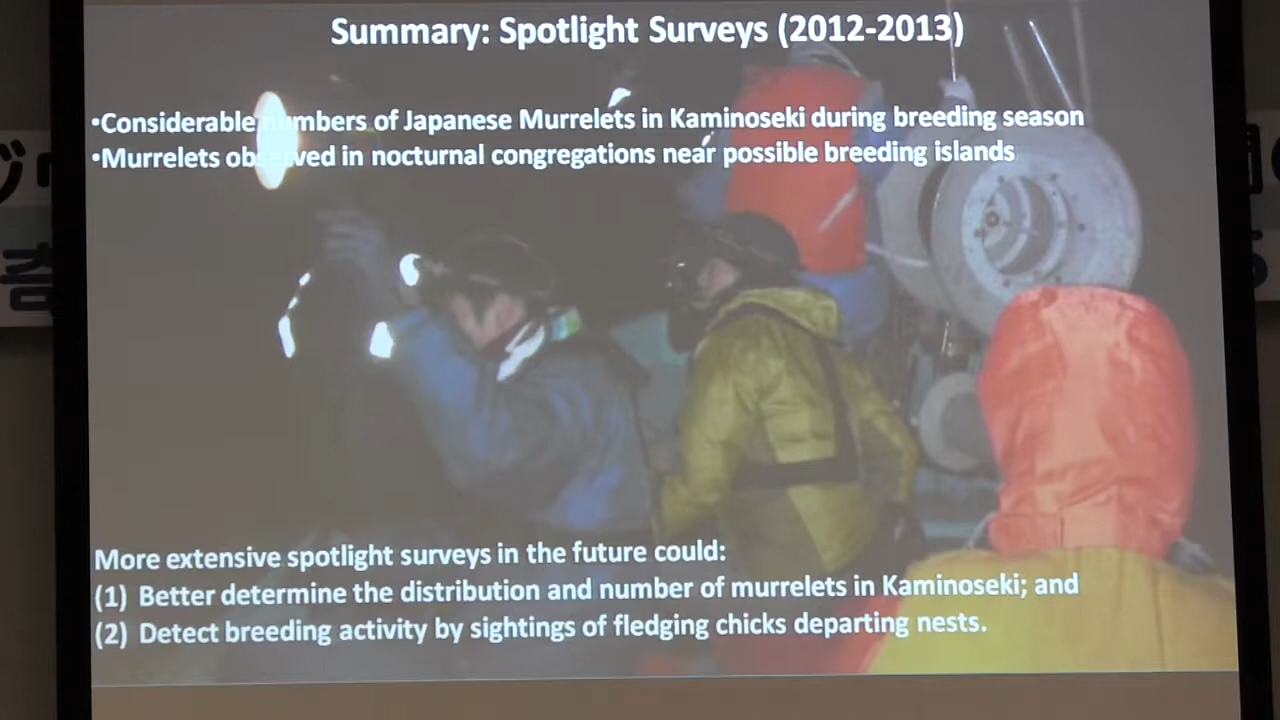 Summary: Spotlight Surveys (2012-2013)
•Considerable numbers of Japanese Murrelets in Kaminoseki during breeding season
•Murrelets observed in nocturnal congregations near possible breeding islands
More extensive spotlight surveys in the future could:
(1) Better determine the distribution and number of murrelets in Kaminoseki; and
(2) Detect breeding activity by sightings of fledging chicks departing nests.